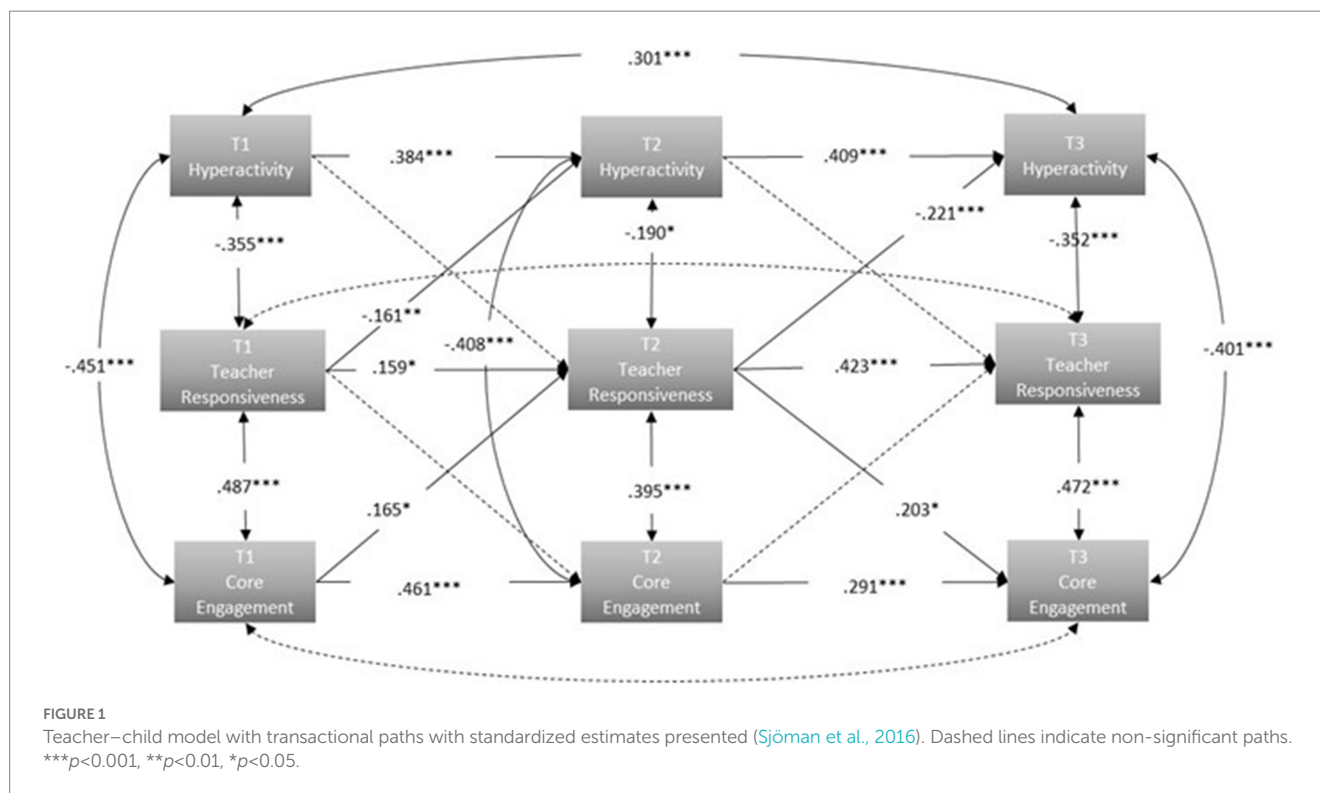 .301***
T1
Hyperactivity
.384***
T2
Hyperactivity
.409***
T3
Hyperactivity
-.221***
-.355***
-.190*
-.352***
-.161**
-.408***
-.451***
T1
Teacher
Responsiveness
.159*
T2
Teacher
Responsiveness
.423***
T3
Teacher
Responsiveness
-.401***
.487***
.165*
.395***
.203*
.472***
T1
Core
Engagement
.461***
T2
Core
Engagement
.291***
T3
Core
Engagement
FIGURE 1
Teacher–child model with transactional paths with standardized estimates presented (Sjöman et al., 2016). Dashed lines indicate non-significant paths.
***p<0.001, **p<0.01, *p<0.05.